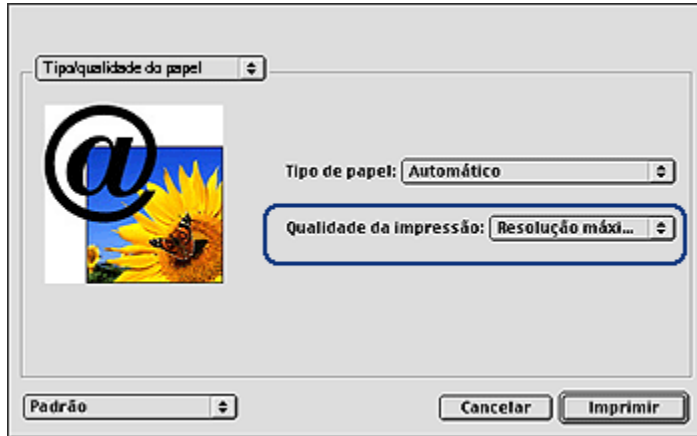 Tipo/qualidade do papel
@
Tipo de papel: Automático
Qualidade da impressão: Resolução máxi...
Padrão
Cancelar Imprimir